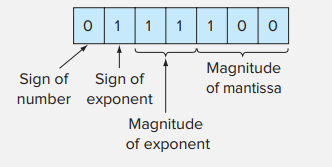 0 1 1 1 1 0 0
Sign of
number
Sign of
exponent
Magnitude
of mantissa
Magnitude
of exponent